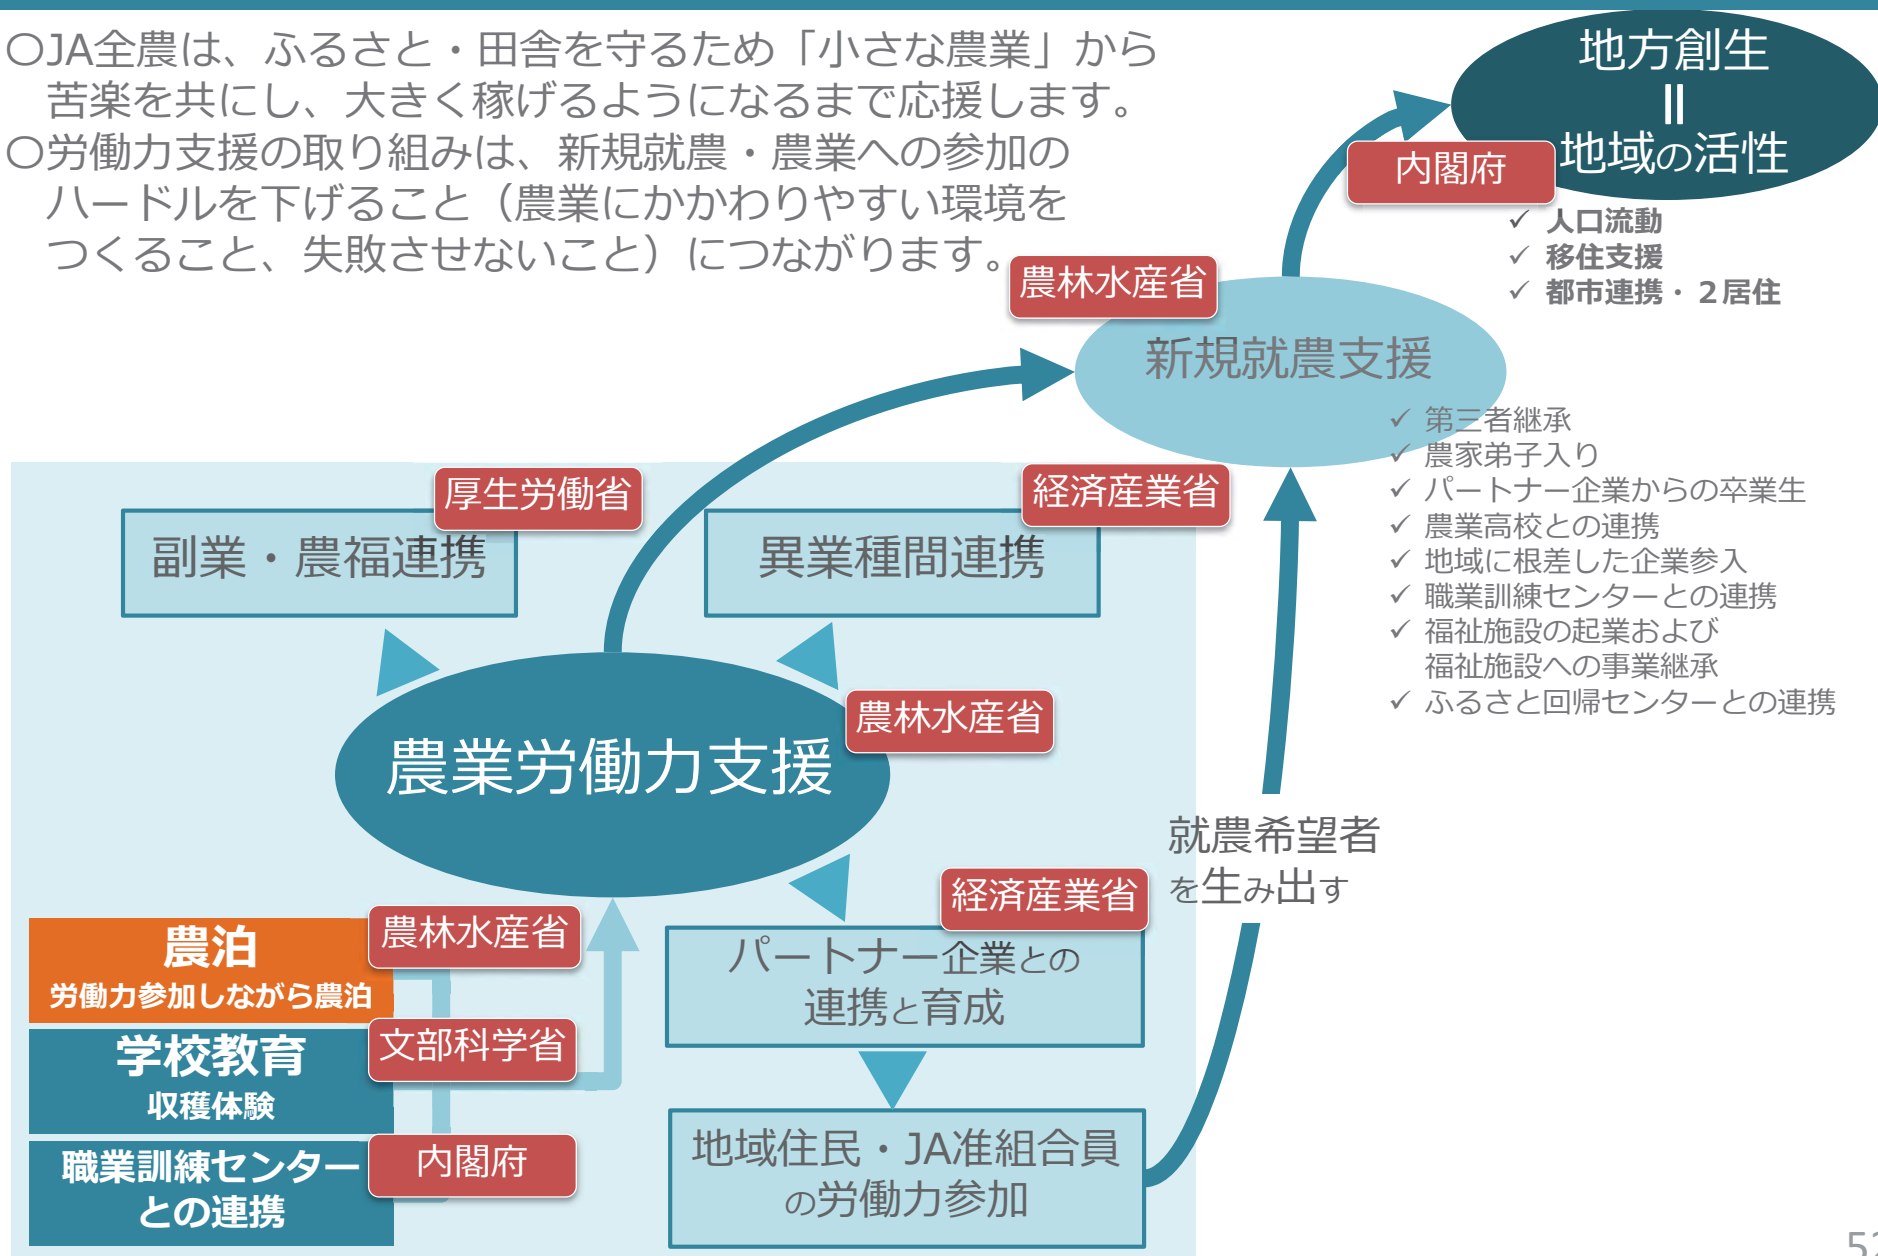 〇JA全農は、ふるさと・田舎を守るため「小さな農業」から
苦楽を共にし、大きく稼げるようになるまで応援します。
〇労働力支援の取り組みは、新規就農・農業への参加の
ハードルを下げること（農業にかかわりやすい環境を
つくること、失敗させないこと）につながります。
地方創生
＝
地域の活性
内閣府
✓ 人口流動
✓ 移住支援
✓ 都市連携・２居住
農林水産省
新規就農支援
✓ 第三者継承
✓ 農家弟子入り
✓ パートナー企業からの卒業生
✓ 農業高校との連携
✓ 地域に根差した企業参入
✓ 職業訓練センターとの連携
✓ 福祉施設の起業および
福祉施設への事業継承
✓ ふるさと回帰センターとの連携
厚生労働省
副業・農福連携
経済産業省
異業種間連携
農林水産省
農業労働力支援
就農希望者
を生み出す
経済産業省
パートナー企業との
連携と育成
地域住民・JA准組合員
の労働力参加
農林水産省
農泊
労働力参加しながら農泊
文部科学省
学校教育
収穫体験
内閣府
職業訓練センター
との連携